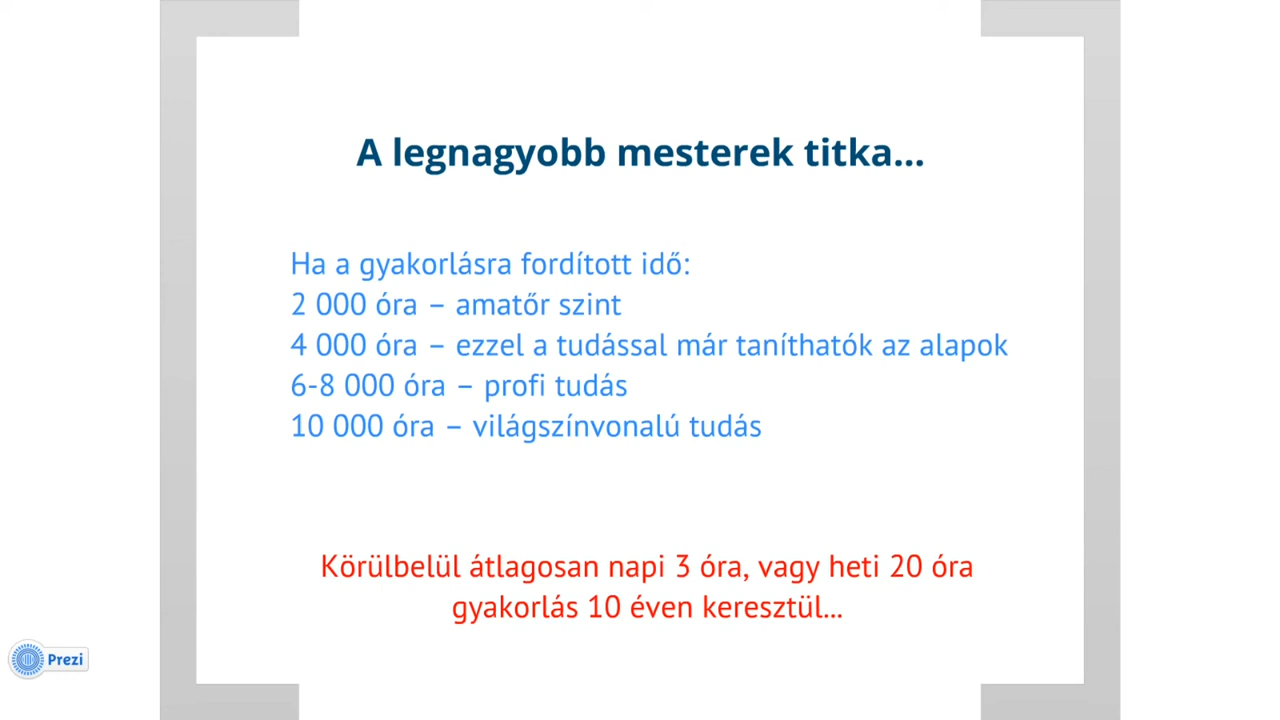 A legnagyobb mesterek titka...
Ha a gyakorlásra fordított idő:
2 000 óra – amatőr szint
4 000 óra – ezzel a tudással már taníthatók az alapok
6-8 000 óra – profi tudás
10 000 óra – világszínvonalú tudás
Körülbelül átlagosan napi 3 óra, vagy heti 20 óra
gyakorlás 10 éven keresztül...
Prezi